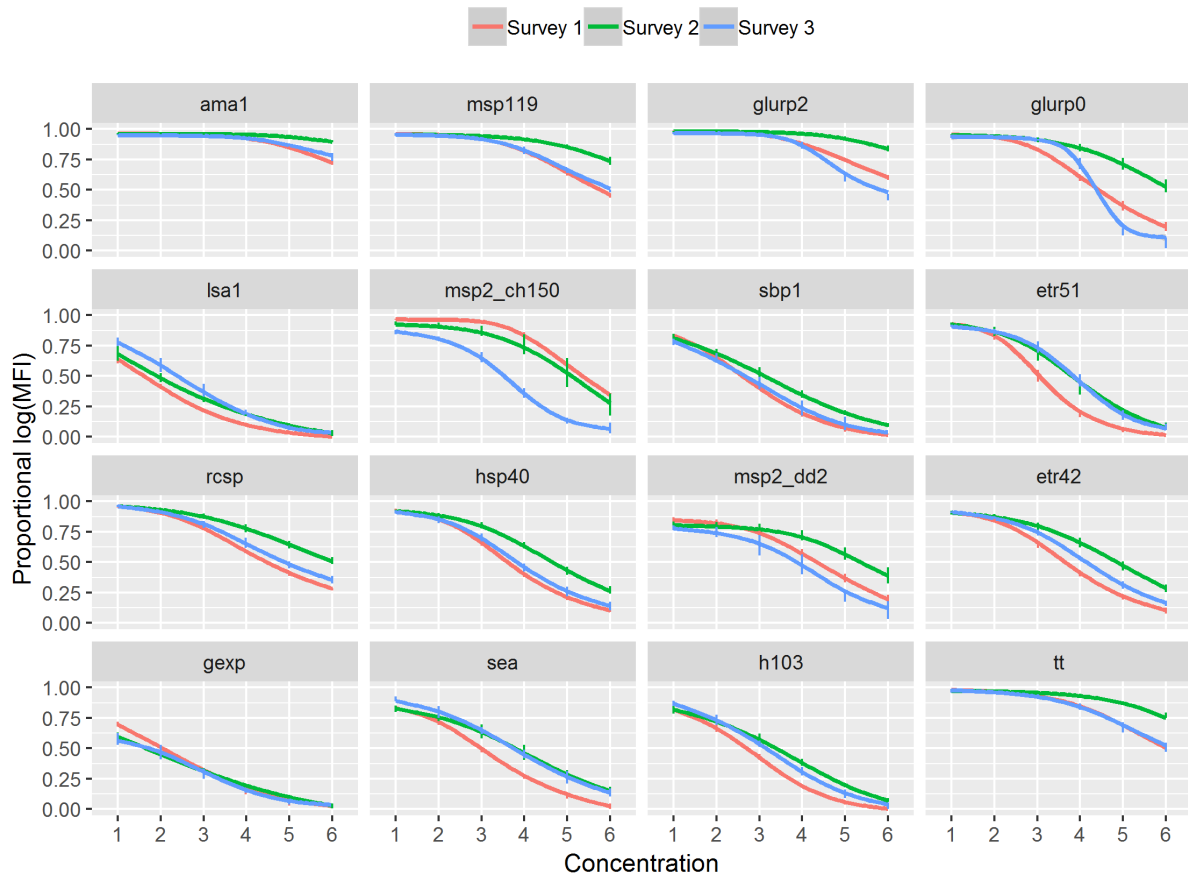 Survey 1 Survey 2 Survey 3
ama1 msp119 glurp2 glurp0
1.00
0.75
0.50
0.25
0.00
lsa1 msp2_ch150 sbp1 etr51
1.00
0.75
0.50
0.25
0.00
Proportional log(MFI)
rcsp hsp40 msp2_dd2 etr42
1.00
0.75
0.50
0.25
0.00
gexp sea h103 tt
1.00
0.75
0.50
0.25
0.00
1 2 3 4 5 6 1 2 3 4 5 6 1 2 3 4 5 6 1 2 3 4 5 6
Concentration